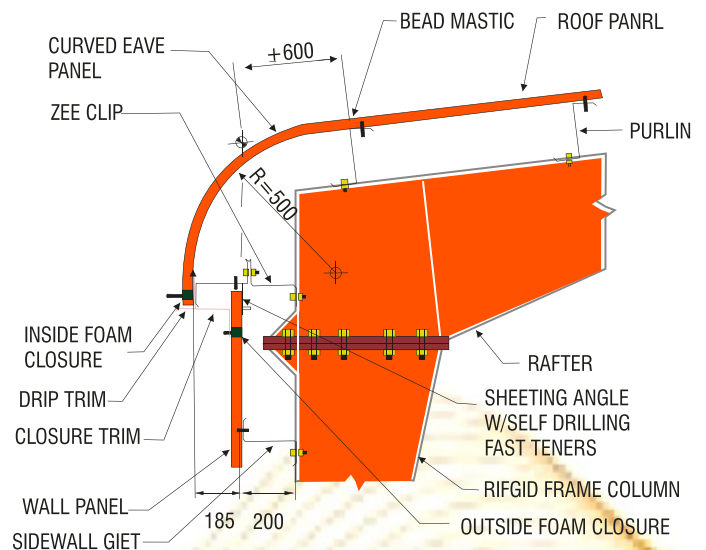 BEAD MASTIC
ROOF PANRL
CURVED EAVE
PANEL
±600
ZEE CLIP
PURLIN
R=500
INSIDE FOAM
CLOSURE
RAFTER
DRIP TRIM
SHEETING ANGLE
W/SELF DRILLING
FAST TENERS
CLOSURE TRIM
RIFGID FRAME COLUMN
WALL PANEL
185
200
OUTSIDE FOAM CLOSURE
SIDEWALL GIET